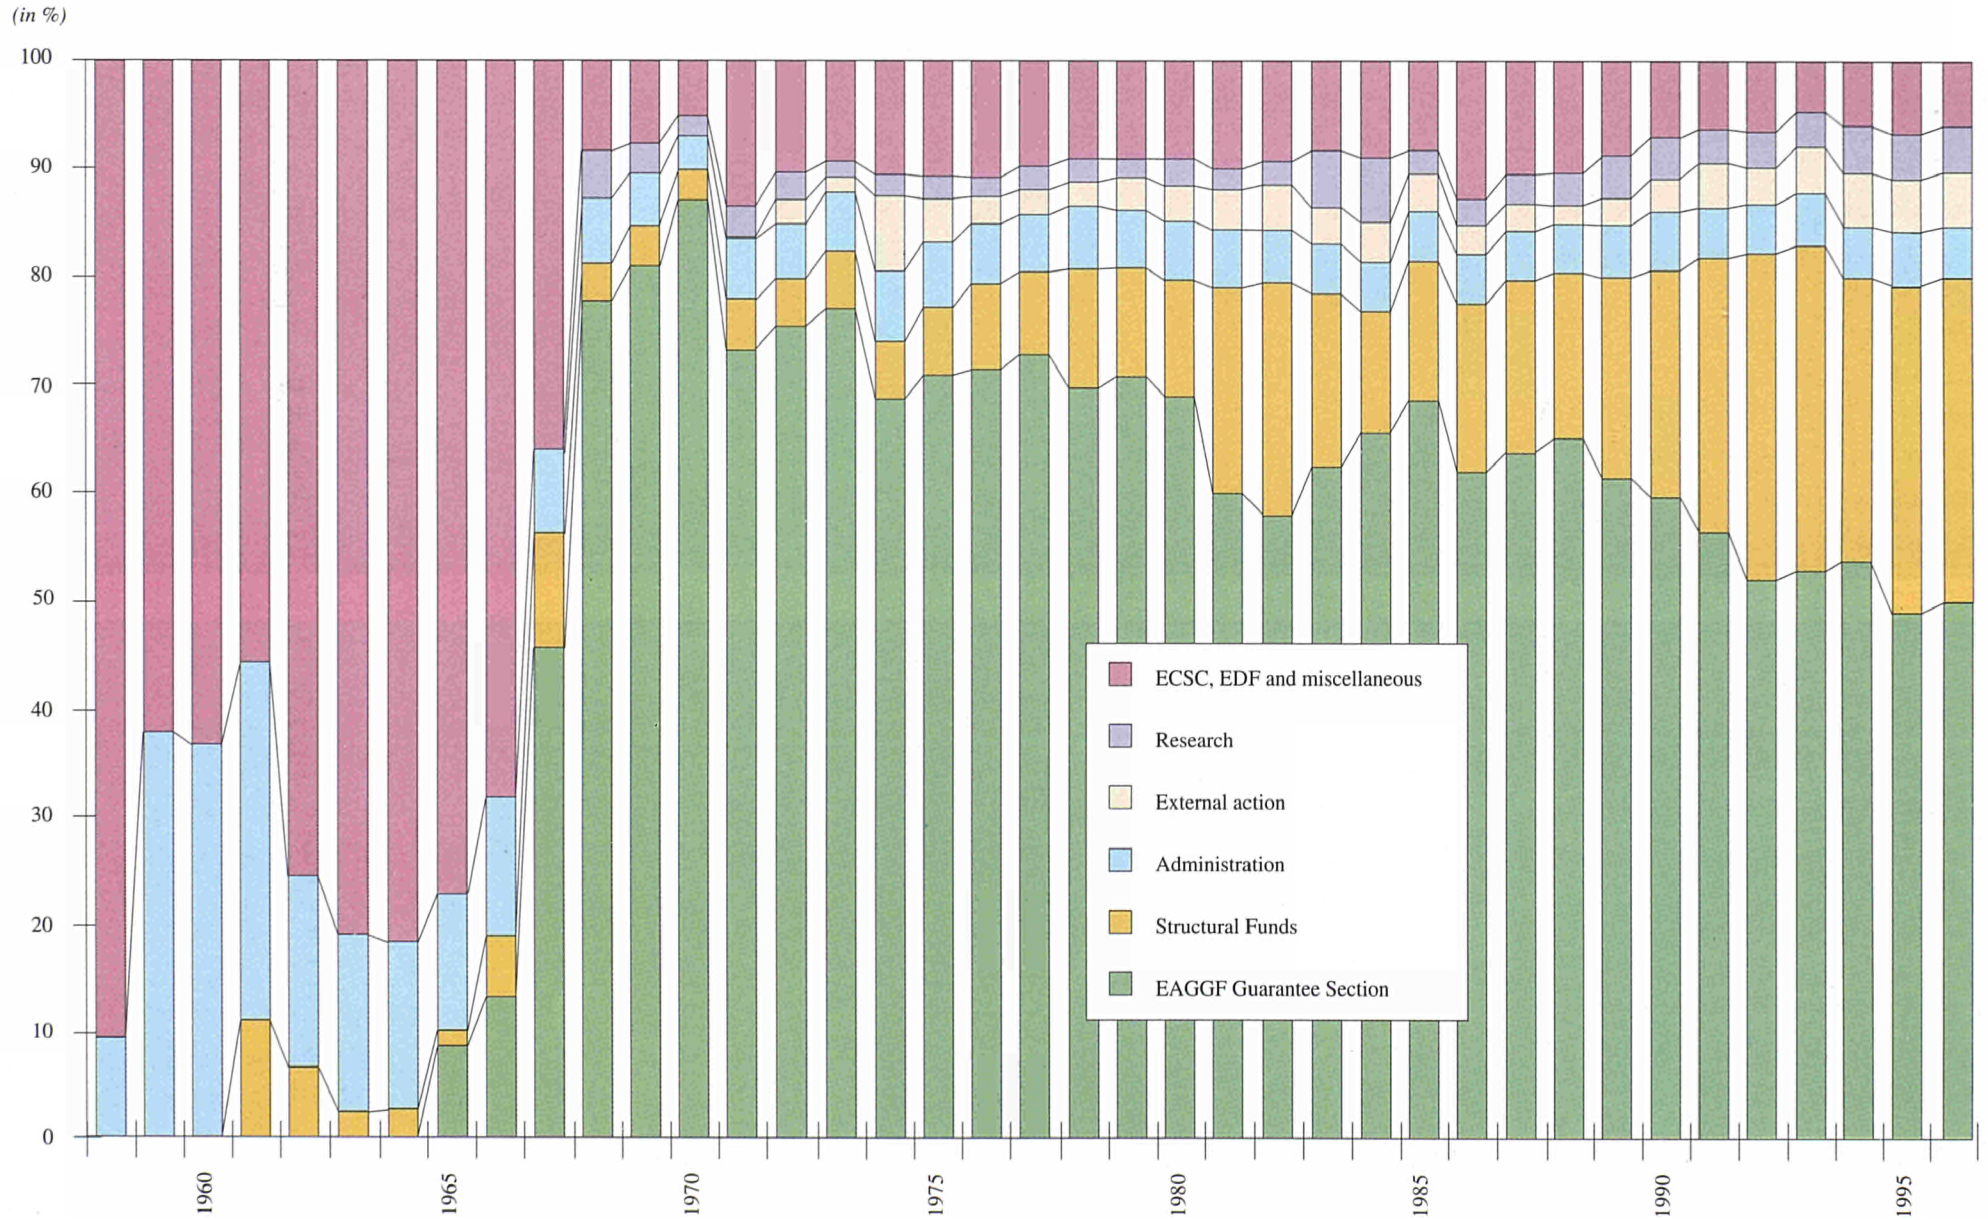 (in %)
100
90
80
70
60
50
40
30
20
10
0
ECSC, EDF and miscellaneous
Research
External action
Administration
Structural Funds
EAGGF Guarantee Section
1960
1965
1970
1975
1980
1985
1990
1995